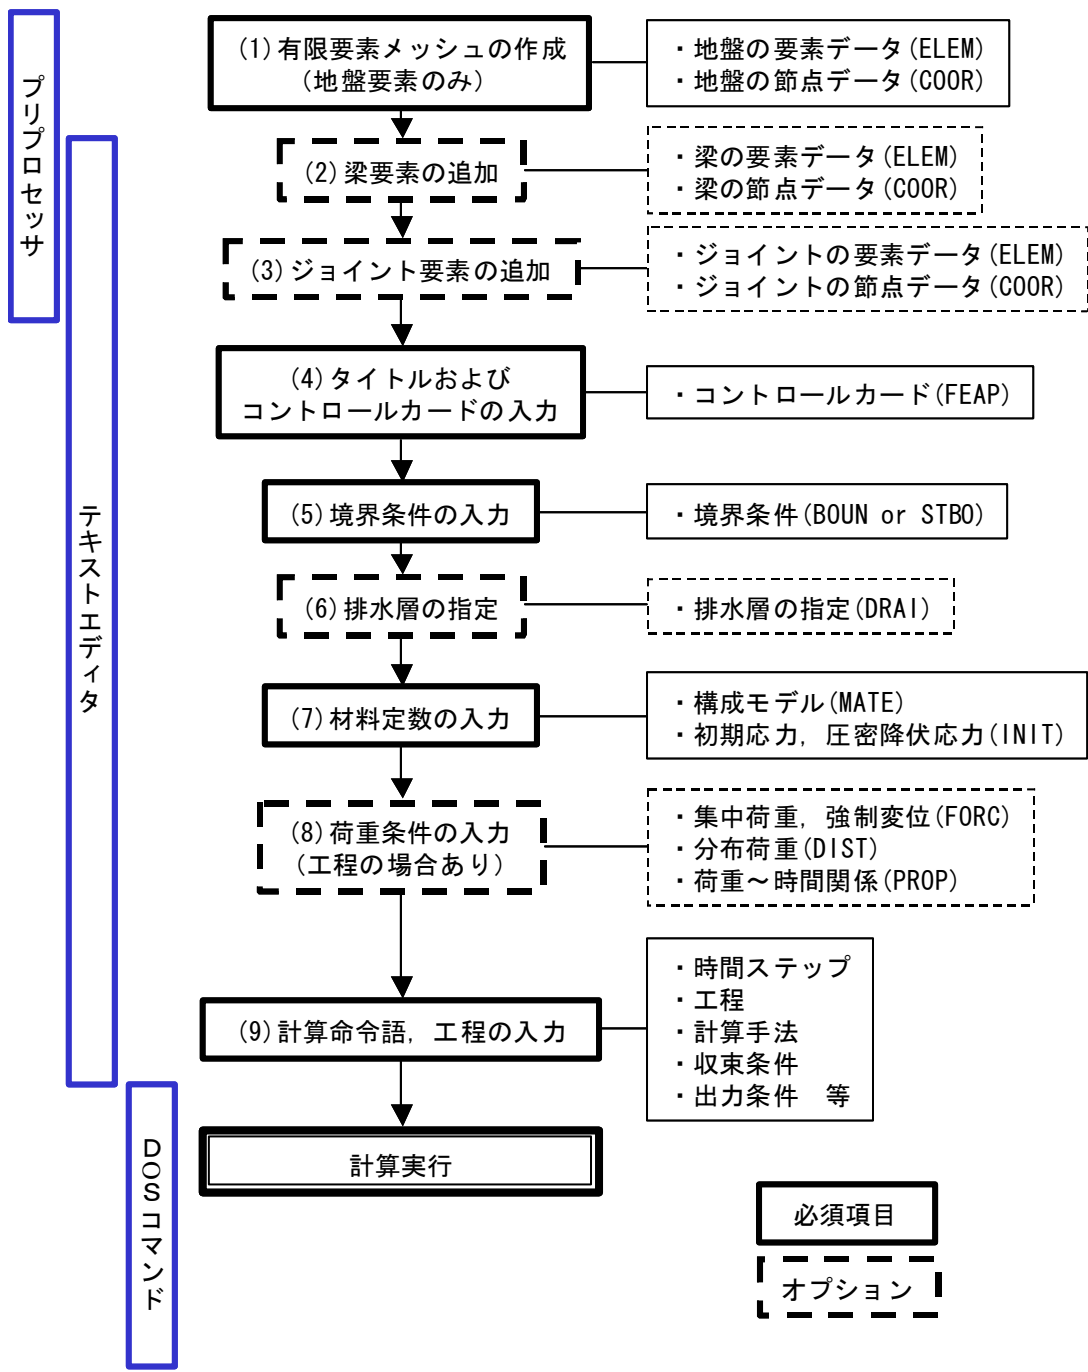 プリプロセッサ
テキストエディタ
DOSコマンド
(1)有限要素メッシュの作成
(地盤要素のみ)
・地盤の要素データ(ELEM)
・地盤の節点データ(COOR)
(2)梁要素の追加
・梁の要素データ(ELEM)
・梁の節点データ(COOR)
(3)ジョイント要素の追加
・ジョイントの要素データ(ELEM)
・ジョイントの節点データ(COOR)
(4)タイトルおよび
コントロールカードの入力
・コントロールカード(FEAP)
(5)境界条件の入力
・境界条件(BOUN or STBO)
(6)排水層の指定
・排水層の指定(DRAI)
(7)材料定数の入力
・構成モデル(MATE)
・初期応力，圧密降伏応力(INIT)
(8)荷重条件の入力
(工程の場合あり)
・集中荷重，強制変位(FORC)
・分布荷重(DIST)
・荷重～時間関係(PROP)
(9)計算命令語，工程の入力
・時間ステップ
・工程
・計算手法
・収束条件
・出力条件　等
計算実行
必須項目
オプション